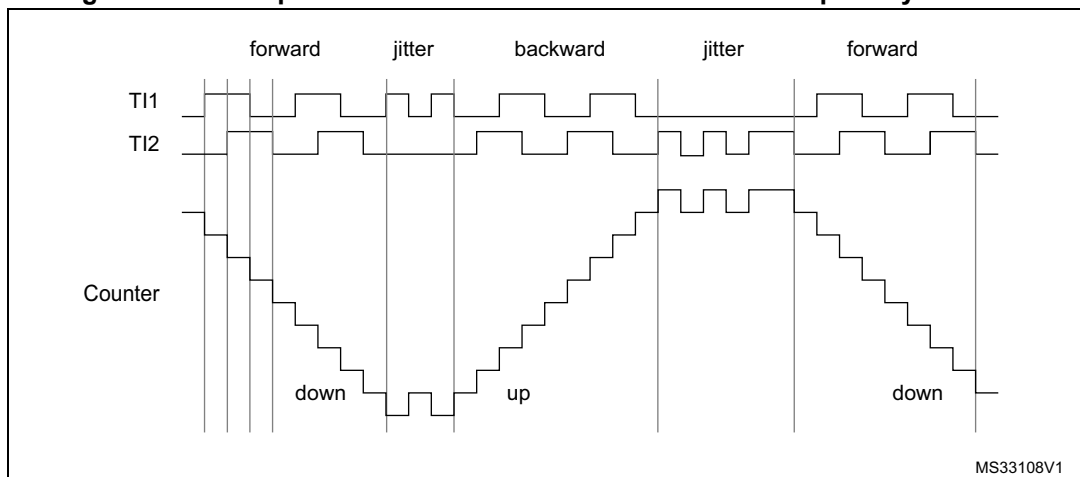 forward jitter backward jitter forward
TI1
TI2
Counter
down up down
MS33108V1